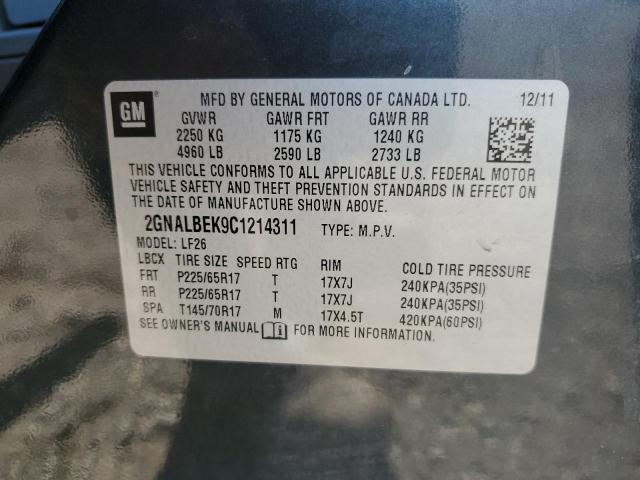 GM ® MFD BY GENERAL MOTORS OF CANADA LTD. 12/11
GVWR GAWR FRT GAWR RR
2250 KG 1175 KG 1240 KG
4960 LB 2590 LB 2733 LB
THIS VEHICLE CONFORMS TO ALL APPLICABLE U.S. FEDERAL MOTOR
VEHICLE SAFETY AND THEFT PREVENTION STANDARDS IN EFFECT ON
THE DATE OF MANUFACTURE SHOWN ABOVE.
2GNALBEK9C1214311 TYPE: M.P.V.
MODEL: LF26
LBCX TIRE SIZE SPEED RTG RIM COLD TIRE PRESSURE
FRT P225/65R17 T 17X7J 240KPA(35PSI)
RR P225/65R17 T 17X7J 240KPA(35PSI)
SPA T145/70R17 M 17X4.5T 420KPA(60PSI)
SEE OWNER'S MANUAL FOR MORE INFORMATION.